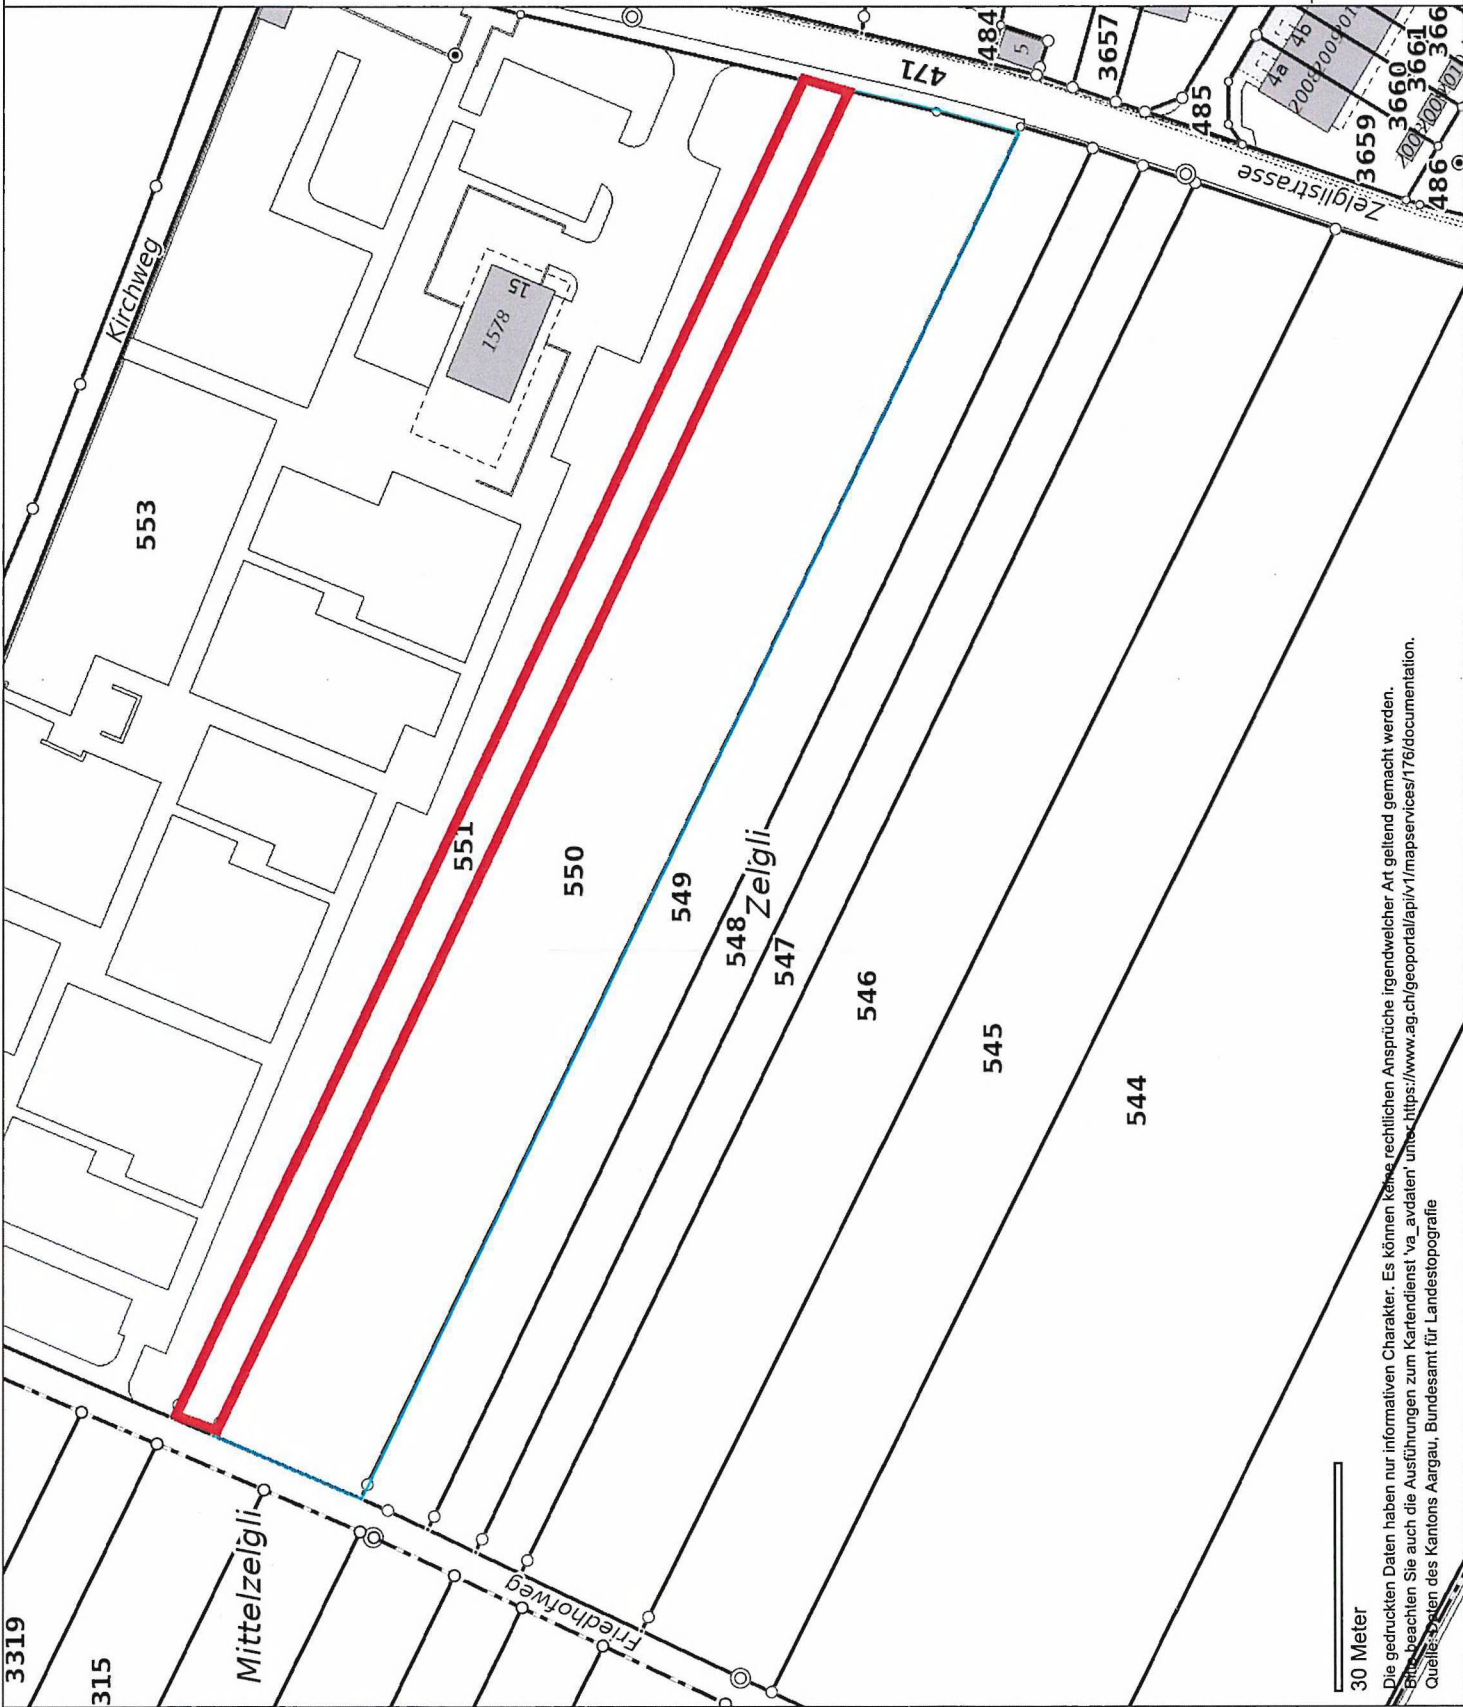 3319
315
Mittelzelgli
Friedhofweg
Kirchweg
553
1578
15
551
550
549
548
Zelgli
547
546
545
544
471
484
5
3657
485
4a
4b
2008
2009
3659
3660
3661
366
486
Zelglistrasse
30 Meter
Die gedruckten Daten haben nur informativen Charakter. Es können keine rechtlichen Ansprüche irgendwelcher Art geltend gemacht werden.
Bitte beachten Sie auch die Ausführungen zum Kartendienst 'va_avdaten' unter https://www.ag.ch/geoportal/api/v1/mapservices/176/documentation.
Quelle: Daten des Kantons Aargau, Bundesamt für Landestopografie